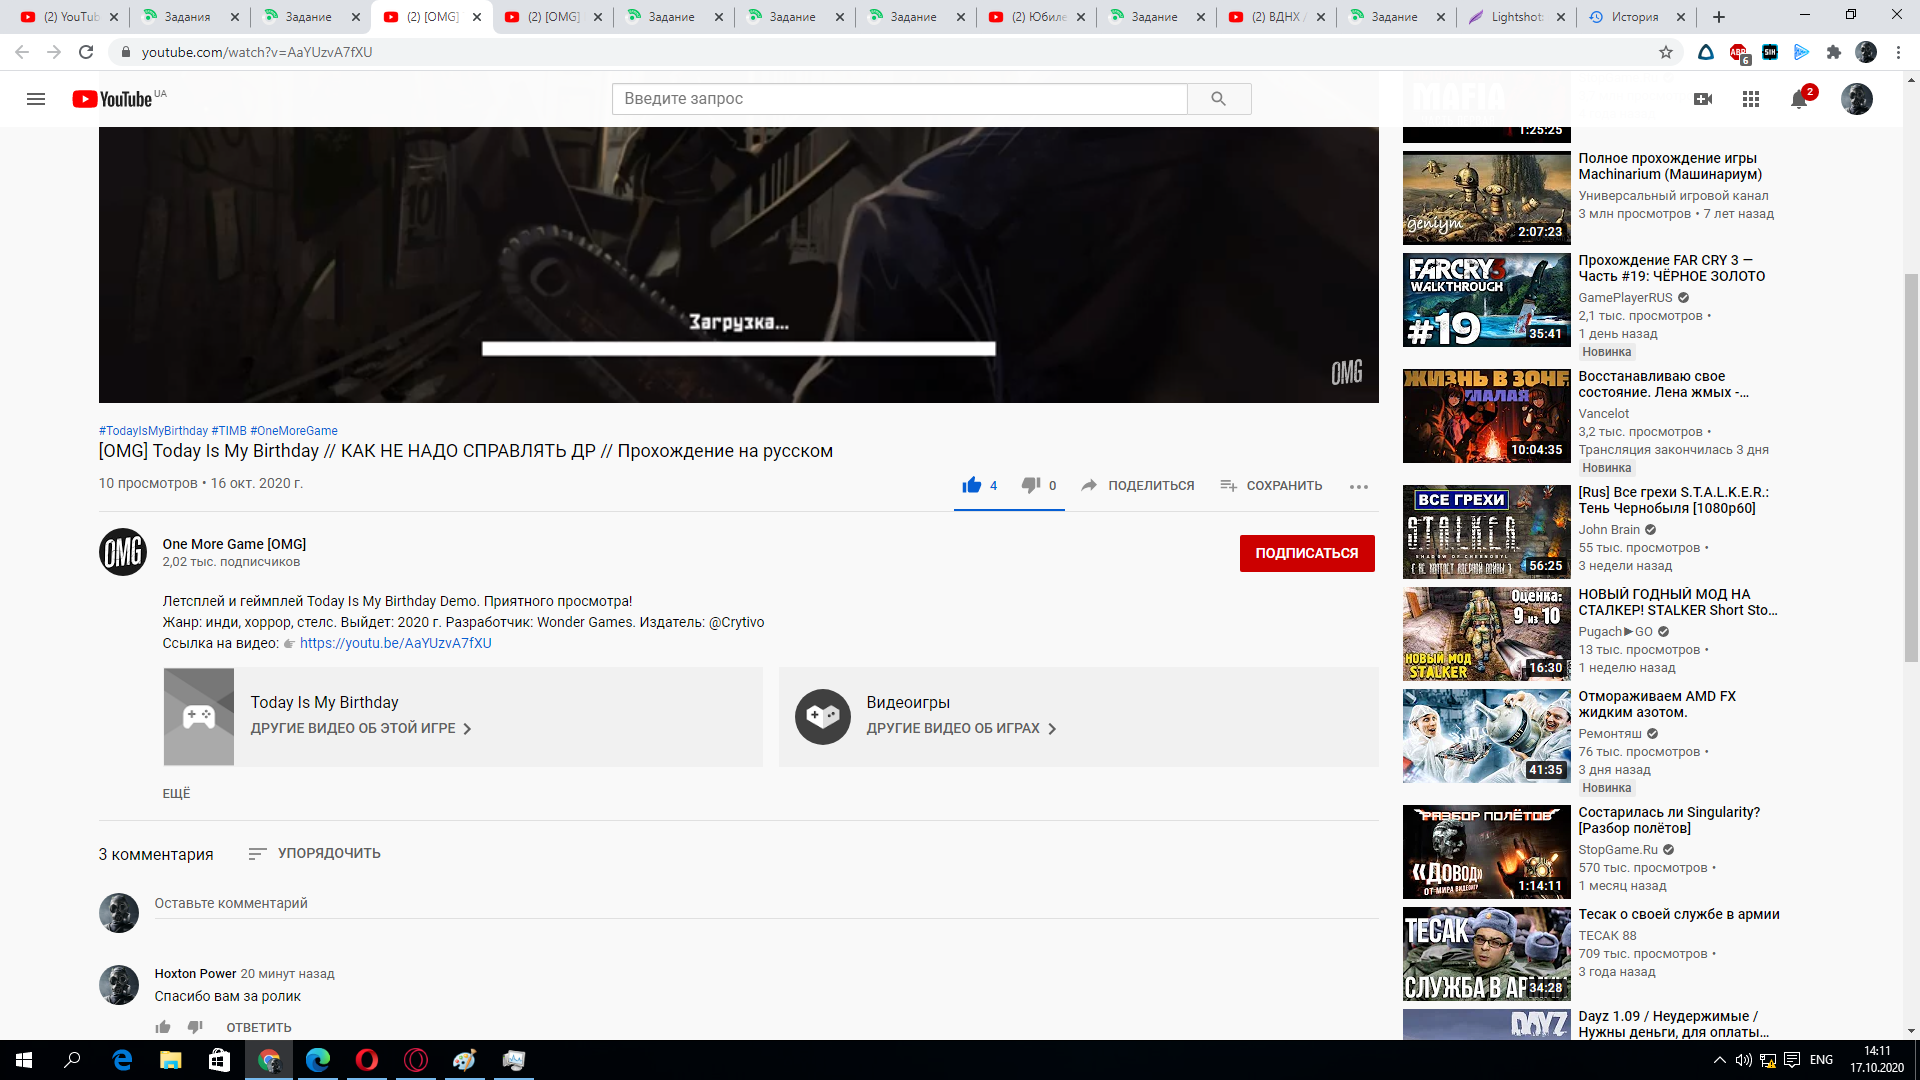 (2) YouTub
Задания
Задание
(2) [OMG]
(2) [OMG]
Задание
Задание
Задание
(2) Юбиле
Задание
(2) ВДНХ /
Задание
Lightshot
История
youtube.com/watch?v=AaYUzvA7fXU
ABP
6
SIH
YouTube UA
Введите запрос
2
Загрузка...
OMG
#TodayIsMyBirthday #TIMB #OneMoreGame
[OMG] Today Is My Birthday // КАК НЕ НАДО СПРАВЛЯТЬ ДР // Прохождение на русском
10 просмотров • 16 окт. 2020 г.
4
0
ПОДЕЛИТЬСЯ
СОХРАНИТЬ
OMG
One More Game [OMG]
2,02 тыс. подписчиков
ПОДПИСАТЬСЯ
Летсплей и геймплей Today Is My Birthday Demo. Приятного просмотра!
Жанр: инди, хоррор, стелс. Выйдет: 2020 г. Разработчик: Wonder Games. Издатель: @Crytivo
Ссылка на видео: https://youtu.be/AaYUzvA7fXU
Today Is My Birthday
ДРУГИЕ ВИДЕО ОБ ЭТОЙ ИГРЕ
Видеоигры
ДРУГИЕ ВИДЕО ОБ ИГРАХ
ЕЩЁ
3 комментария
УПОРЯДОЧИТЬ
Оставьте комментарий
Hoxton Power 20 минут назад
Спасибо вам за ролик
ОТВЕТИТЬ
MAFIA
1:25:25
geniym
2:07:23
Полное прохождение игры
Machinarium (Машинариум)
Универсальный игровой канал
3 млн просмотров • 7 лет назад
FARCRY3
WALKTHROUGH
#19
35:41
Прохождение FAR CRY 3 —
Часть #19: ЧЁРНОЕ ЗОЛОТО
GamePlayerRUS
2,1 тыс. просмотров •
1 день назад
Новинка
ЖИЗНЬ В ЗОНЕ
МАЛАЯ
10:04:35
Восстанавливаю свое
состояние. Лена жмых -...
Vancelot
3,2 тыс. просмотров •
Трансляция закончилась 3 дня
Новинка
ВСЕ ГРЕХИ
STALKER
SHADOW OF CHERNOBYL
56:25
[Rus] Все грехи S.T.A.L.K.E.R.:
Тень Чернобыля [1080p60]
John Brain
55 тыс. просмотров •
3 недели назад
Оценка:
9 из 10
НОВЫЙ МОД
STALKER
16:30
НОВЫЙ ГОДНЫЙ МОД НА
СТАЛКЕР! STALKER Short Sto...
Pugach►GO
13 тыс. просмотров •
1 неделю назад
41:35
Отмораживаем AMD FX
жидким азотом.
Ремонтяш
76 тыс. просмотров •
3 дня назад
Новинка
РАЗБОР ПОЛЁТОВ
«ДОВОД»
ОТ МИРА ВИДЕОИГР
1:14:11
Состарилась ли Singularity?
[Разбор полётов]
StopGame.Ru
570 тыс. просмотров •
1 месяц назад
ТЕСАК
СЛУЖБА В АРМИИ
34:28
Тесак о своей службе в армии
ТЕСАК 88
709 тыс. просмотров •
3 года назад
DAYZ
Dayz 1.09 / Неудержимые /
Нужны деньги, для оплаты...
ENG
14:11
17.10.2020